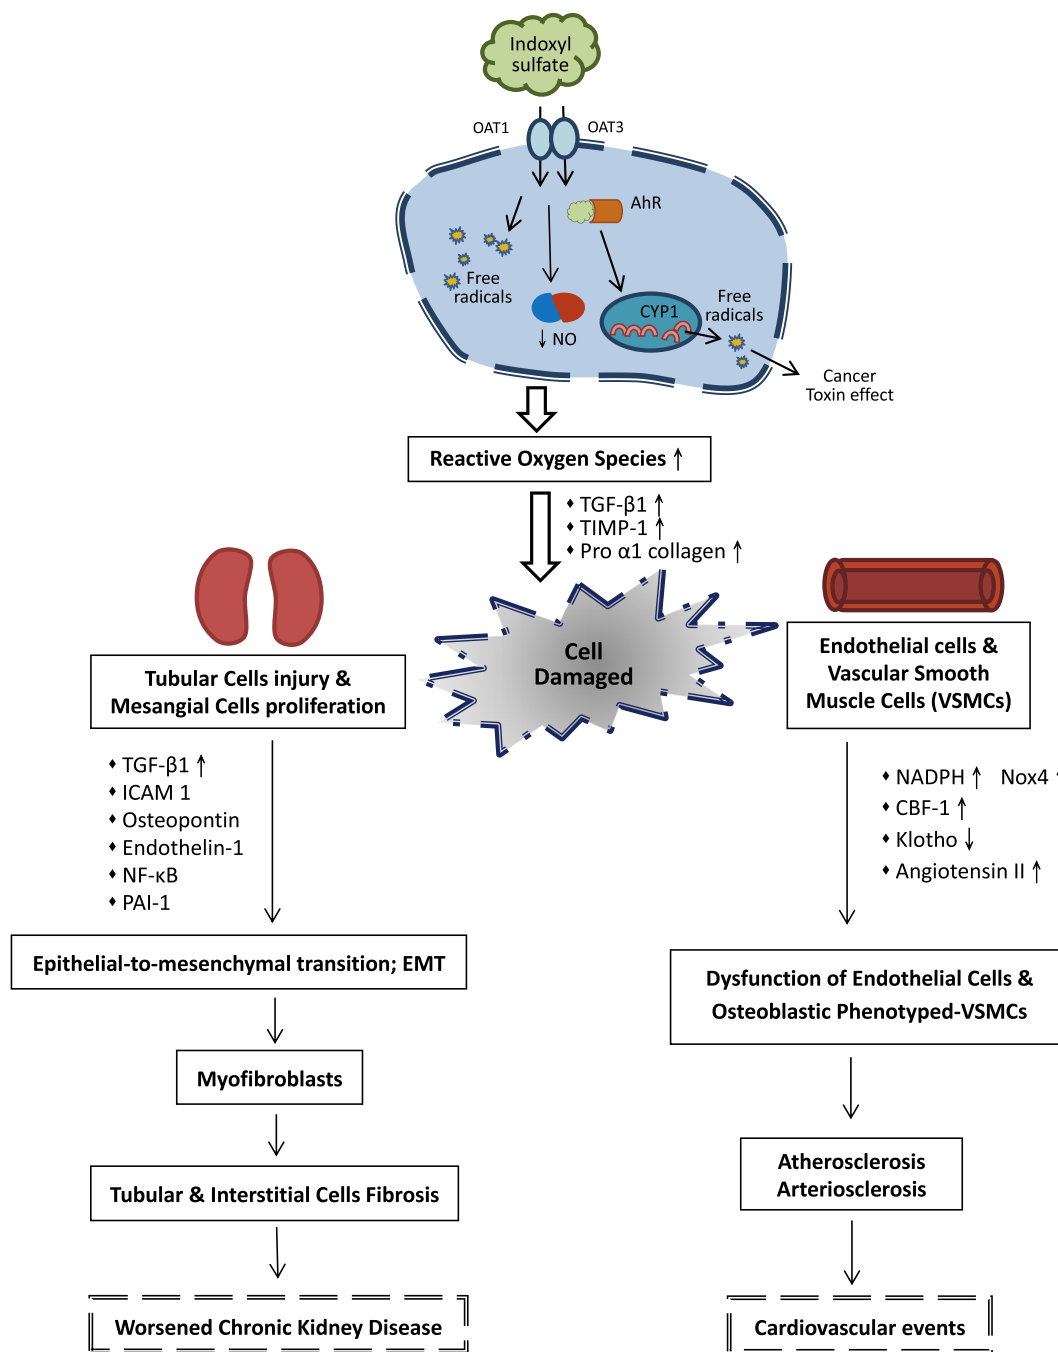 Indoxyl
sulfate
OAT1
OAT3
AhR
Free
radicals
↓ NO
CYP1
Free
radicals
Cancer
Toxin effect
Reactive Oxygen Species ↑
♦ TGF-β1 ↑
♦ TIMP-1 ↑
♦ Pro α1 collagen ↑
Cell
Damaged
Tubular Cells injury &
Mesangial Cells proliferation
♦ TGF-β1 ↑
♦ ICAM 1
♦ Osteopontin
♦ Endothelin-1
♦ NF-κB
♦ PAI-1
Epithelial-to-mesenchymal transition; EMT
Myofibroblasts
Tubular & Interstitial Cells Fibrosis
Worsened Chronic Kidney Disease
Endothelial cells &
Vascular Smooth
Muscle Cells (VSMCs)
♦ NADPH ↑ Nox4 ↑
♦ CBF-1 ↑
♦ Klotho ↓
♦ Angiotensin II ↑
Dysfunction of Endothelial Cells &
Osteoblastic Phenotyped-VSMCs
Atherosclerosis
Arteriosclerosis
Cardiovascular events